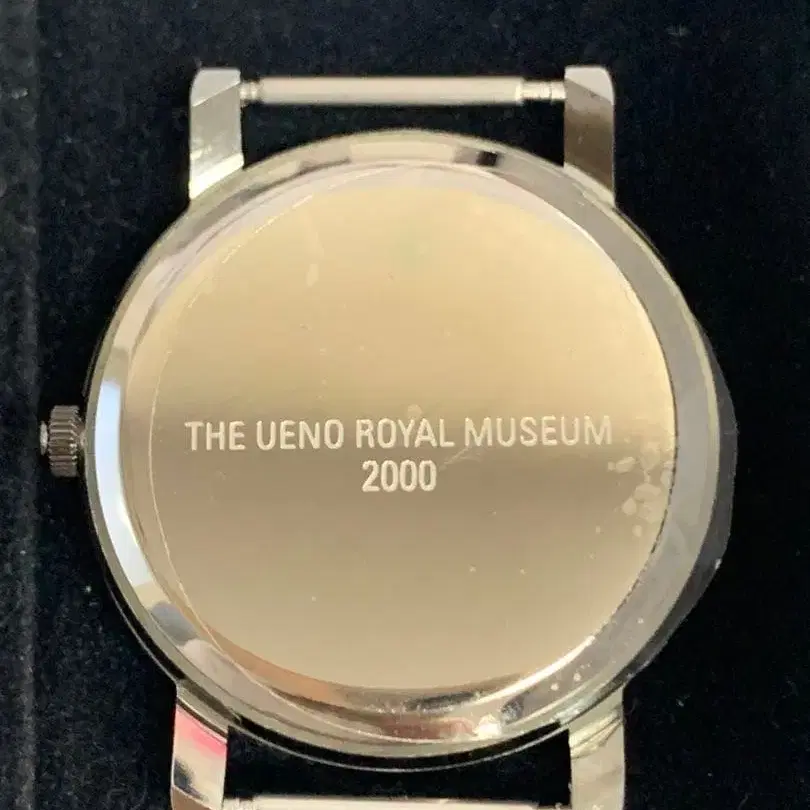 THE UENO ROYAL MUSEUM
2000